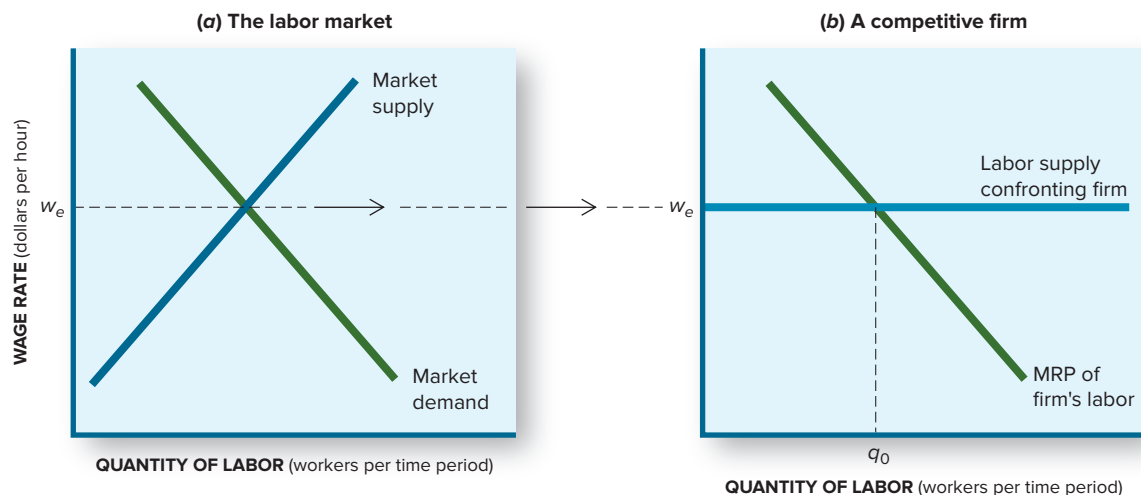 (a) The labor market
WAGE RATE (dollars per hour)
Market
supply
we
Market
demand
QUANTITY OF LABOR (workers per time period)
(b) A competitive firm
Labor supply
confronting firm
we
MRP of
firm's labor
q0
QUANTITY OF LABOR (workers per time period)